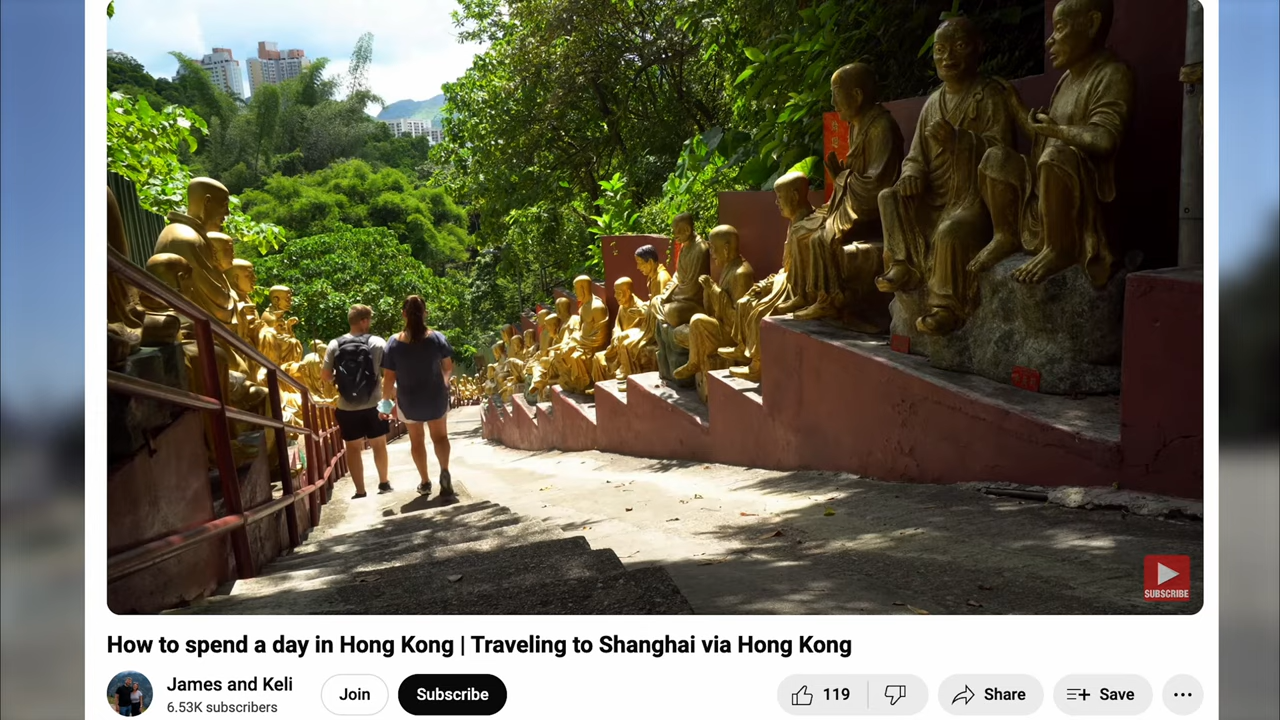 SUBSCRIBE
How to spend a day in Hong Kong | Traveling to Shanghai via Hong Kong
James and Keli
6.53K subscribers
Join
Subscribe
119
Share
Save